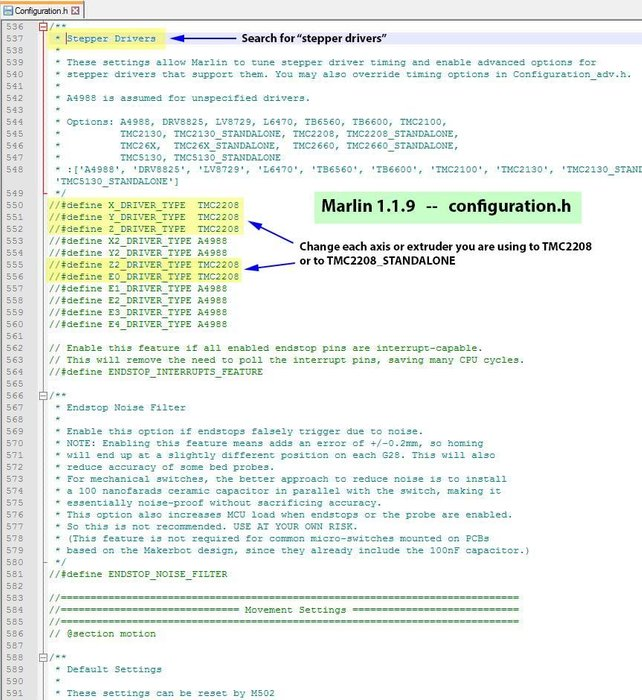 Configuration.h
536 /**
537 * Stepper Drivers
Search for "stepper drivers"
538 *
539 * These settings allow Marlin to tune stepper driver timing and enable advanced options for
540 * stepper drivers that support them. You may also override timing options in Configuration_adv.h.
541 *
542 * A4988 is assumed for unspecified drivers.
543 *
544 * Options: A4988, DRV8825, LV8729, L6470, TB6560, TB6600, TMC2100,
545 * TMC2130, TMC2130_STANDALONE, TMC2208, TMC2208_STANDALONE,
546 * TMC26X, TMC26X_STANDALONE, TMC2660, TMC2660_STANDALONE,
547 * TMC5130, TMC5130_STANDALONE
548 * :['A4988', 'DRV8825', 'LV8729', 'L6470', 'TB6560', 'TB6600', 'TMC2100', 'TMC2130', 'TMC2130_STAND
'TMC5130_STANDALONE']
549 */
550 //#define X_DRIVER_TYPE TMC2208
Marlin 1.1.9 -- configuration.h
551 //#define Y_DRIVER_TYPE TMC2208
552 //#define Z_DRIVER_TYPE TMC2208
553 //#define X2_DRIVER_TYPE A4988
Change each axis or extruder you are using to TMC2208
554 //#define Y2_DRIVER_TYPE A4988
or to TMC2208_STANDALONE
555 //#define Z2_DRIVER_TYPE TMC2208
556 //#define E0_DRIVER_TYPE TMC2208
557 //#define E1_DRIVER_TYPE A4988
558 //#define E2_DRIVER_TYPE A4988
559 //#define E3_DRIVER_TYPE A4988
560 //#define E4_DRIVER_TYPE A4988
561
562 // Enable this feature if all enabled endstop pins are interrupt-capable.
563 // This will remove the need to poll the interrupt pins, saving many CPU cycles.
564 //#define ENDSTOP_INTERRUPTS_FEATURE
565
566 /**
567 * Endstop Noise Filter
568 *
569 * Enable this option if endstops falsely trigger due to noise.
570 * NOTE: Enabling this feature means adds an error of +/-0.2mm, so homing
571 * will end up at a slightly different position on each G28. This will also
572 * reduce accuracy of some bed probes.
573 * For mechanical switches, the better approach to reduce noise is to install
574 * a 100 nanofarads ceramic capacitor in parallel with the switch, making it
575 * essentially noise-proof without sacrificing accuracy.
576 * This option also increases MCU load when endstops or the probe are enabled.
577 * So this is not recommended. USE AT YOUR OWN RISK.
578 * (This feature is not required for common micro-switches mounted on PCBs
579 * based on the Makerbot design, since they already include the 100nF capacitor.)
580 */
581 //#define ENDSTOP_NOISE_FILTER
582
583 //=============================================================================
584 //============================== Movement Settings ============================
585 //=============================================================================
586 // @section motion
587
588 /**
589 * Default Settings
590 *
591 * These settings can be reset by M502